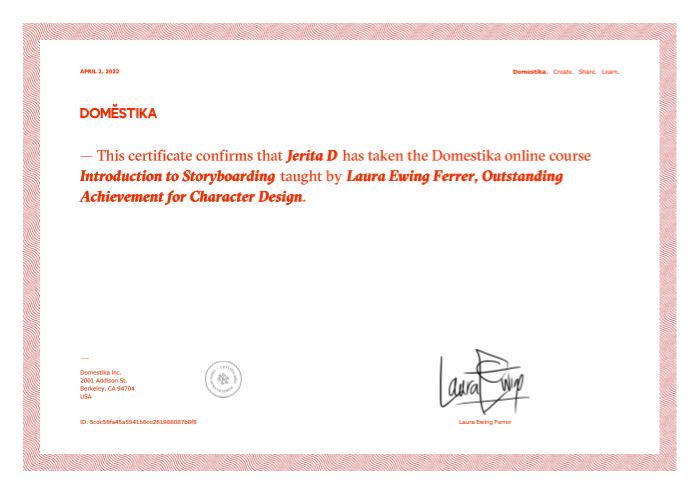 APRIL 2, 2022
Domestika. Create. Share. Learn.
DOMESTIKA
— This certificate confirms that Jerita D has taken the Domestika online course
Introduction to Storyboarding taught by Laura Ewing Ferrer, Outstanding
Achievement for Character Design.
Domestika Inc.
2001 Addison St.
Berkeley, CA 94704
USA
Laura Ewing
ID:
Laura Ewing Ferrer